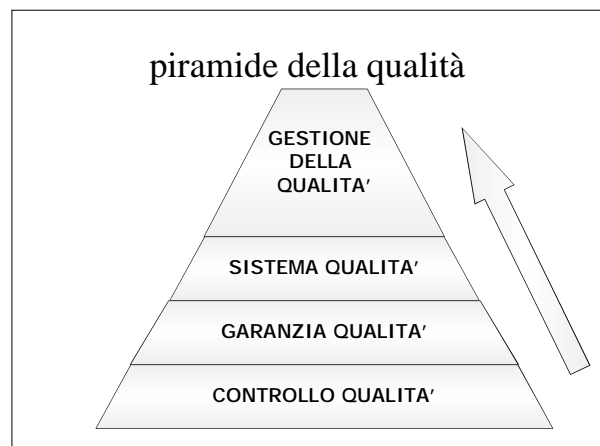 piramide della qualità
GESTIONE
DELLA
QUALITA’
SISTEMA QUALITA’
GARANZIA QUALITA’
CONTROLLO QUALITA’